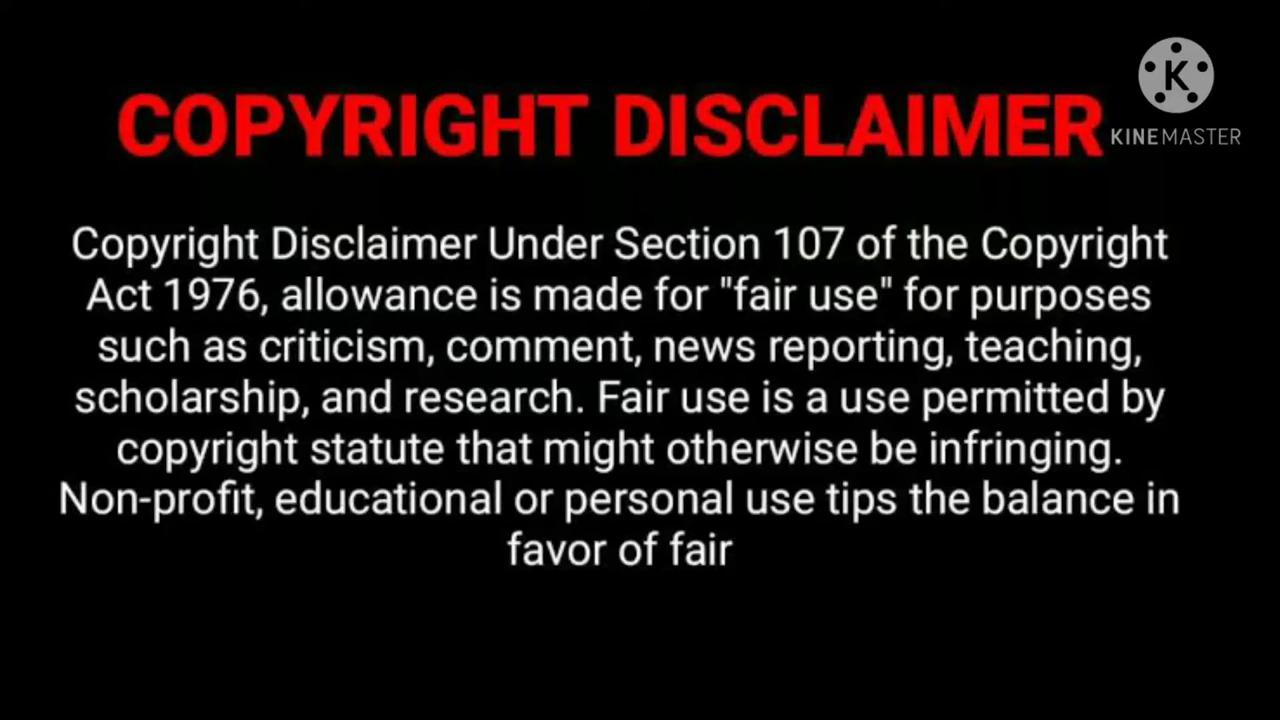 COPYRIGHT DISCLAIMER
K
KINEMASTER
Copyright Disclaimer Under Section 107 of the Copyright
Act 1976, allowance is made for "fair use" for purposes
such as criticism, comment, news reporting, teaching,
scholarship, and research. Fair use is a use permitted by
copyright statute that might otherwise be infringing.
Non-profit, educational or personal use tips the balance in
favor of fair